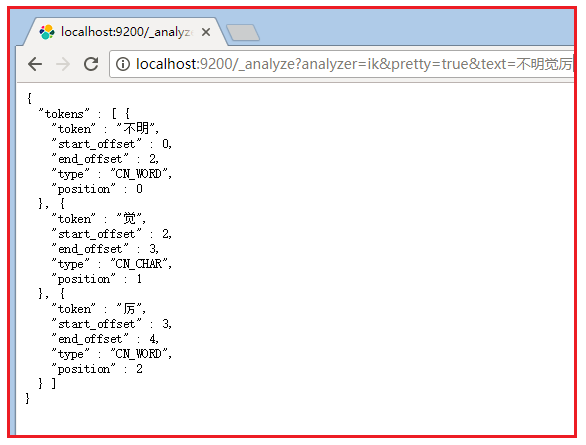 localhost:9200/_analyze
localhost:9200/_analyze?analyzer=ik&pretty=true&text=不明觉厉
{
  "tokens" : [ {
    "token" : "不明",
    "start_offset" : 0,
    "end_offset" : 2,
    "type" : "CN_WORD",
    "position" : 0
  }, {
    "token" : "觉",
    "start_offset" : 2,
    "end_offset" : 3,
    "type" : "CN_CHAR",
    "position" : 1
  }, {
    "token" : "厉",
    "start_offset" : 3,
    "end_offset" : 4,
    "type" : "CN_WORD",
    "position" : 2
  } ]
}